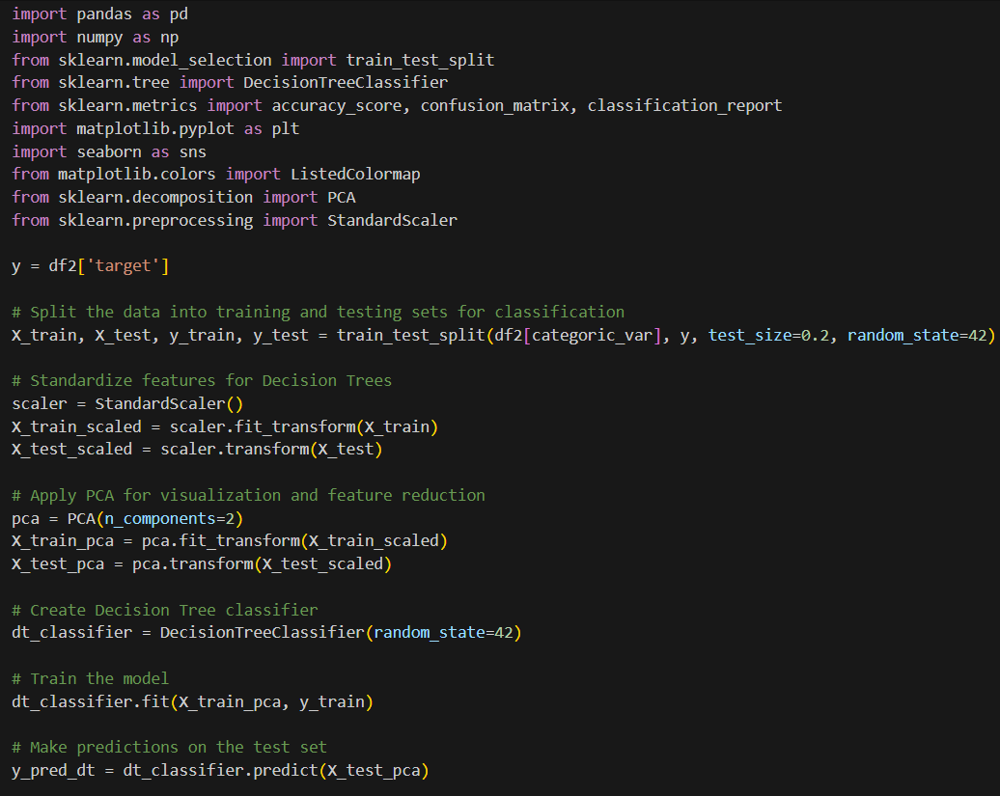 import pandas as pd
import numpy as np
from sklearn.model_selection import train_test_split
from sklearn.tree import DecisionTreeClassifier
from sklearn.metrics import accuracy_score, confusion_matrix, classification_report
import matplotlib.pyplot as plt
import seaborn as sns
from matplotlib.colors import ListedColormap
from sklearn.decomposition import PCA
from sklearn.preprocessing import StandardScaler
y = df2['target']
# Split the data into training and testing sets for classification
X_train, X_test, y_train, y_test = train_test_split(df2[categoric_var], y, test_size=0.2, random_state=42)
# Standardize features for Decision Trees
scaler = StandardScaler()
X_train_scaled = scaler.fit_transform(X_train)
X_test_scaled = scaler.transform(X_test)
# Apply PCA for visualization and feature reduction
pca = PCA(n_components=2)
X_train_pca = pca.fit_transform(X_train_scaled)
X_test_pca = pca.transform(X_test_scaled)
# Create Decision Tree classifier
dt_classifier = DecisionTreeClassifier(random_state=42)
# Train the model
dt_classifier.fit(X_train_pca, y_train)
# Make predictions on the test set
y_pred_dt = dt_classifier.predict(X_test_pca)